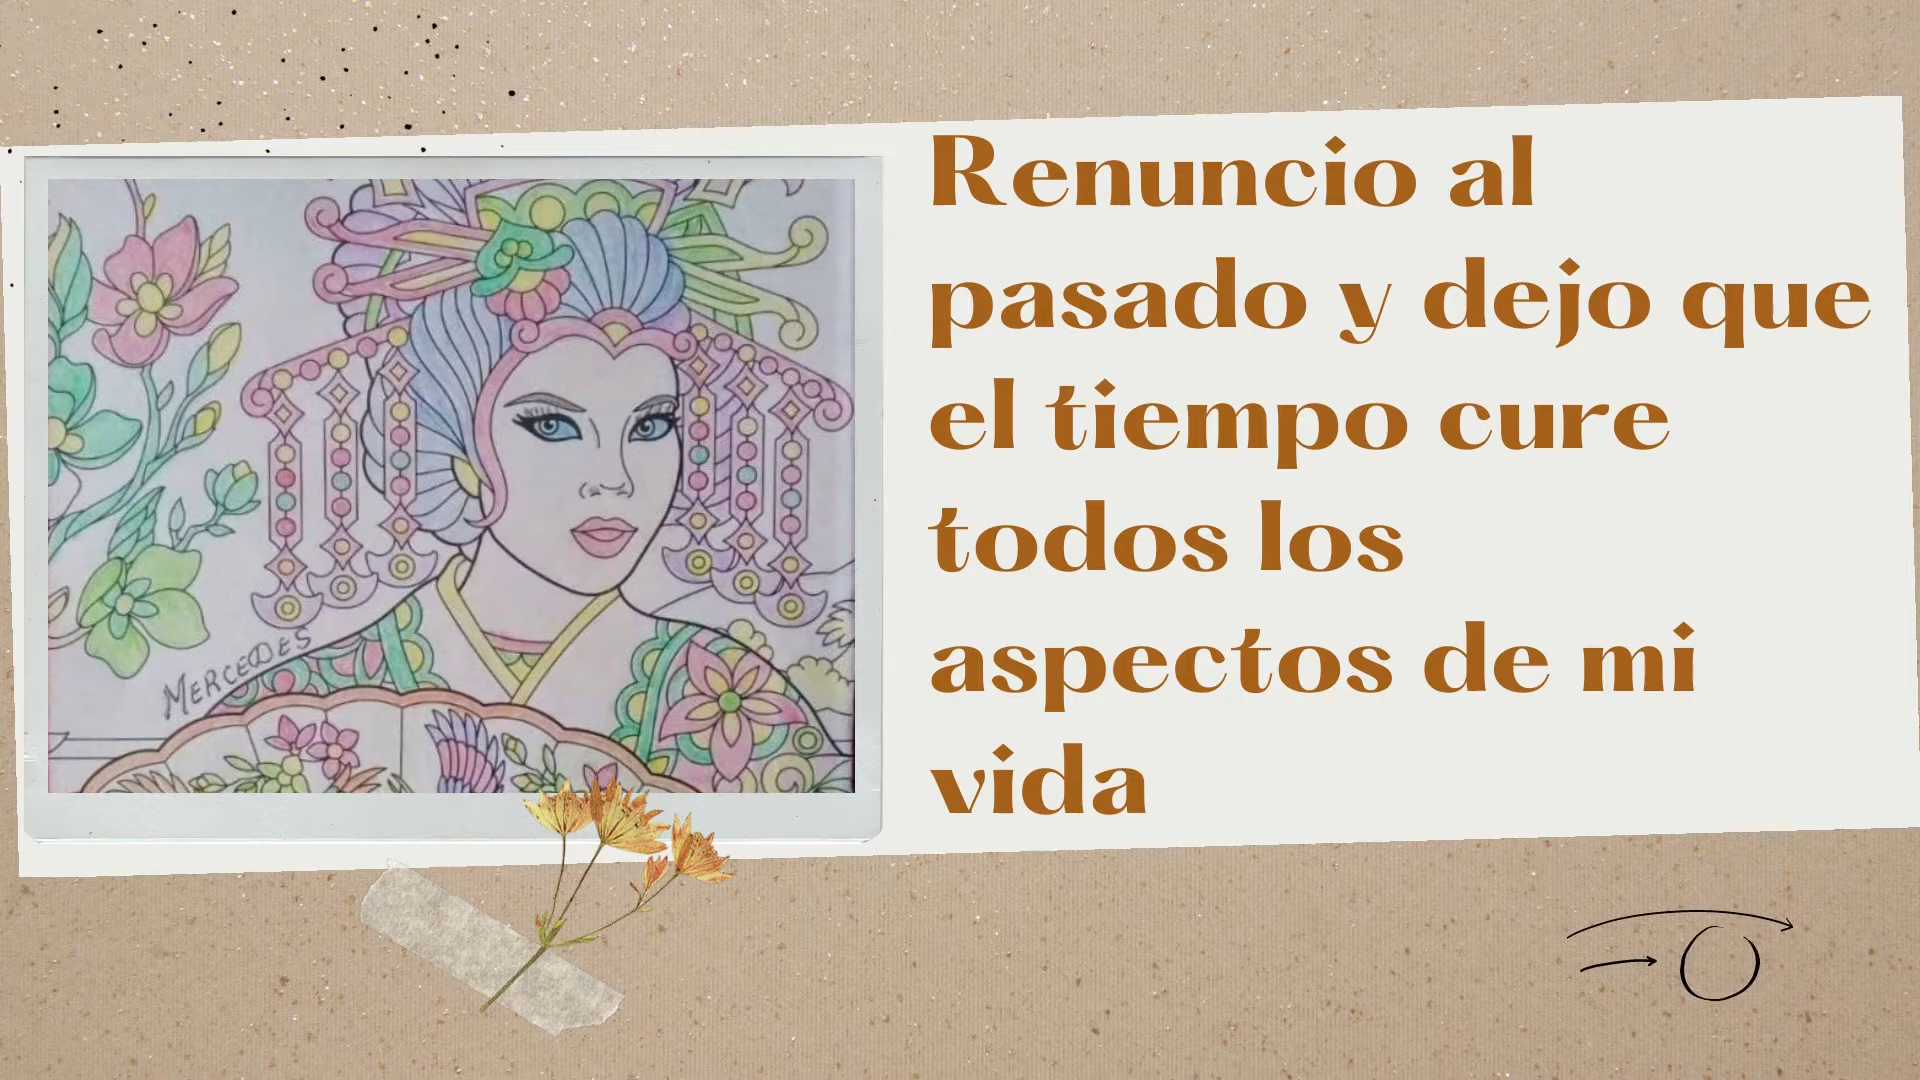 Renuncio al
pasado y dejo que
el tiempo cure
todos los
aspectos de mi
vida
MERCEDES